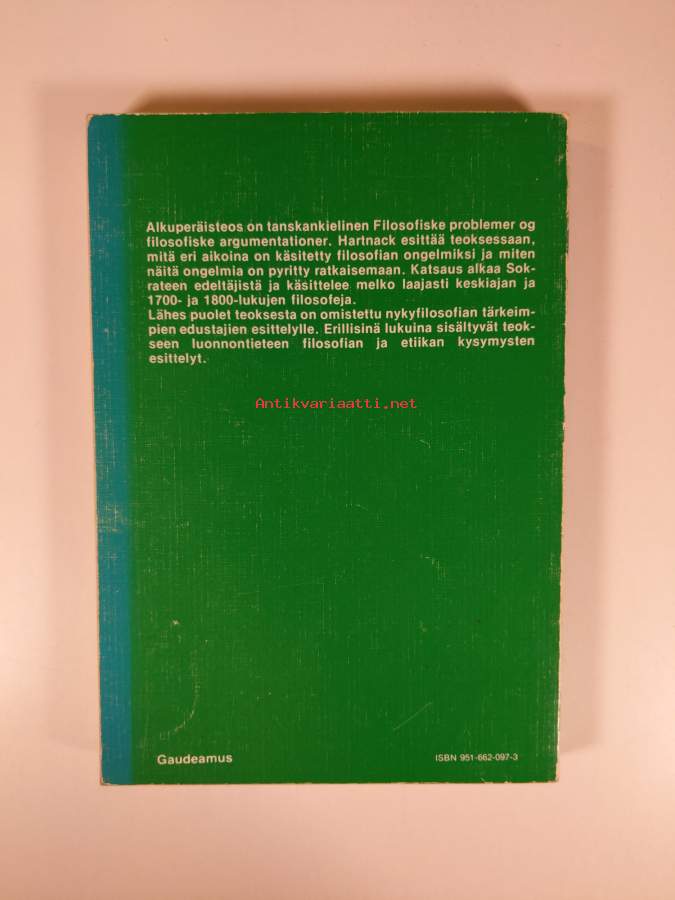 Alkuperäisteos on tanskankielinen Filosofiske problemer og
filosofiske argumentationer. Hartnack esittää teoksessaan,
mitä eri aikoina on käsitetty filosofian ongelmiksi ja miten
näitä ongelmia on pyritty ratkaisemaan. Katsaus alkaa Sok-
rateen edeltäjistä ja käsittelee melko laajasti keskiajan ja
1700- ja 1800-lukujen filosofeja.
Lähes puolet teoksesta on omistettu nykyfilosofian tärkeim-
pien edustajien esittelylle. Erillisinä lukuina sisältyvät teok-
seen luonnontieteen filosofian ja etiikan kysymysten
esittelyt.
Antikvariaatti.net
Gaudeamus
ISBN 951-662-097-3